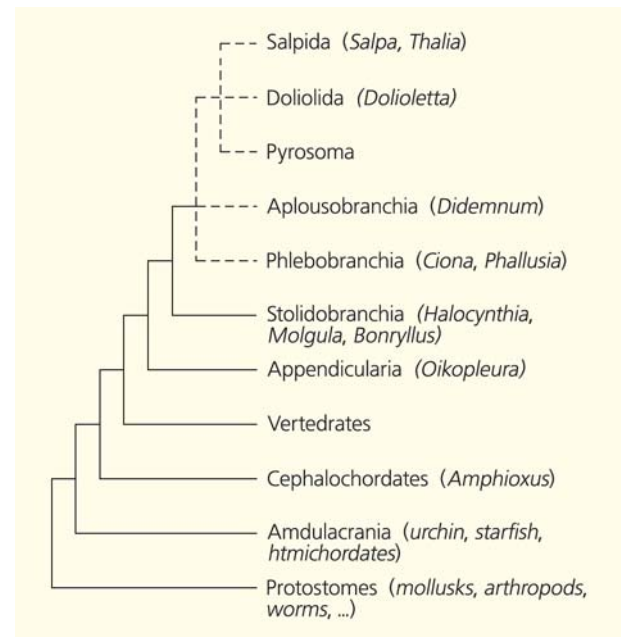 Salpida (Salpa, Thalia)
Doliolida (Dolioletta)
Pyrosoma
Aplousobranchia (Didemnum)
Phlebobranchia (Ciona, Phallusia)
Stolidobranchia (Halocynthia,
Molgula, Bonryllus)
Appendicularia (Oikopleura)
Vertedrates
Cephalochordates (Amphioxus)
Amdulacrania (urchin, starfish,
htmichordates)
Protostomes (mollusks, arthropods,
worms, ...)